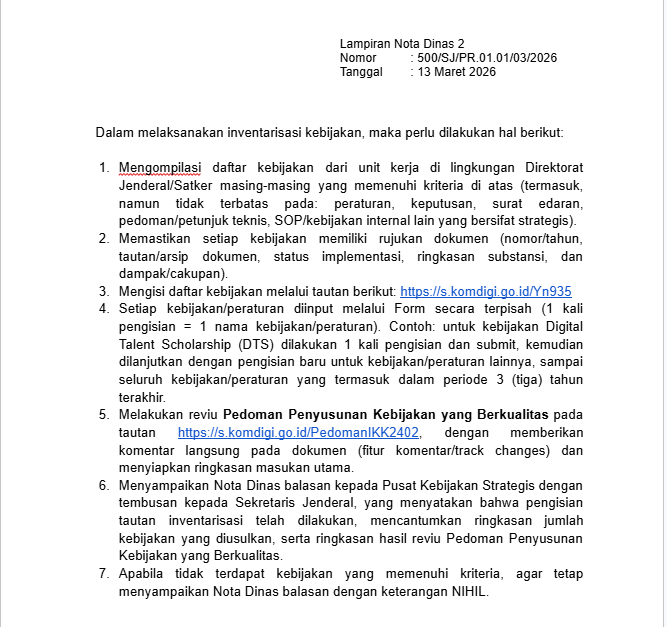 Lampiran Nota Dinas 2
Nomor : 500/SJ/PR.01.01/03/2026
Tanggal : 13 Maret 2026
Dalam melaksanakan inventarisasi kebijakan, maka perlu dilakukan hal berikut:
1. Mengompilasi daftar kebijakan dari unit kerja di lingkungan Direktorat
Jenderal/Satker masing-masing yang memenuhi kriteria di atas (termasuk,
namun tidak terbatas pada: peraturan, keputusan, surat edaran,
pedoman/petunjuk teknis, SOP/kebijakan internal lain yang bersifat strategis).
2. Memastikan setiap kebijakan memiliki rujukan dokumen (nomor/tahun,
tautan/arsip dokumen, status implementasi, ringkasan substansi, dan
dampak/cakupan).
3. Mengisi daftar kebijakan melalui tautan berikut: https://s.komdigi.go.id/Yn935
4. Setiap kebijakan/peraturan diinput melalui Form secara terpisah (1 kali
pengisian = 1 nama kebijakan/peraturan). Contoh: untuk kebijakan Digital
Talent Scholarship (DTS) dilakukan 1 kali pengisian dan submit, kemudian
dilanjutkan dengan pengisian baru untuk kebijakan/peraturan lainnya, sampai
seluruh kebijakan/peraturan yang termasuk dalam periode 3 (tiga) tahun
terakhir.
5. Melakukan reviu Pedoman Penyusunan Kebijakan yang Berkualitas pada
tautan https://s.komdigi.go.id/PedomanIKK2402, dengan memberikan
komentar langsung pada dokumen (fitur komentar/track changes) dan
menyiapkan ringkasan masukan utama.
6. Menyampaikan Nota Dinas balasan kepada Pusat Kebijakan Strategis dengan
tembusan kepada Sekretaris Jenderal, yang menyatakan bahwa pengisian
tautan inventarisasi telah dilakukan, mencantumkan ringkasan jumlah
kebijakan yang diusulkan, serta ringkasan hasil reviu Pedoman Penyusunan
Kebijakan yang Berkualitas.
7. Apabila tidak terdapat kebijakan yang memenuhi kriteria, agar tetap
menyampaikan Nota Dinas balasan dengan keterangan NIHIL.